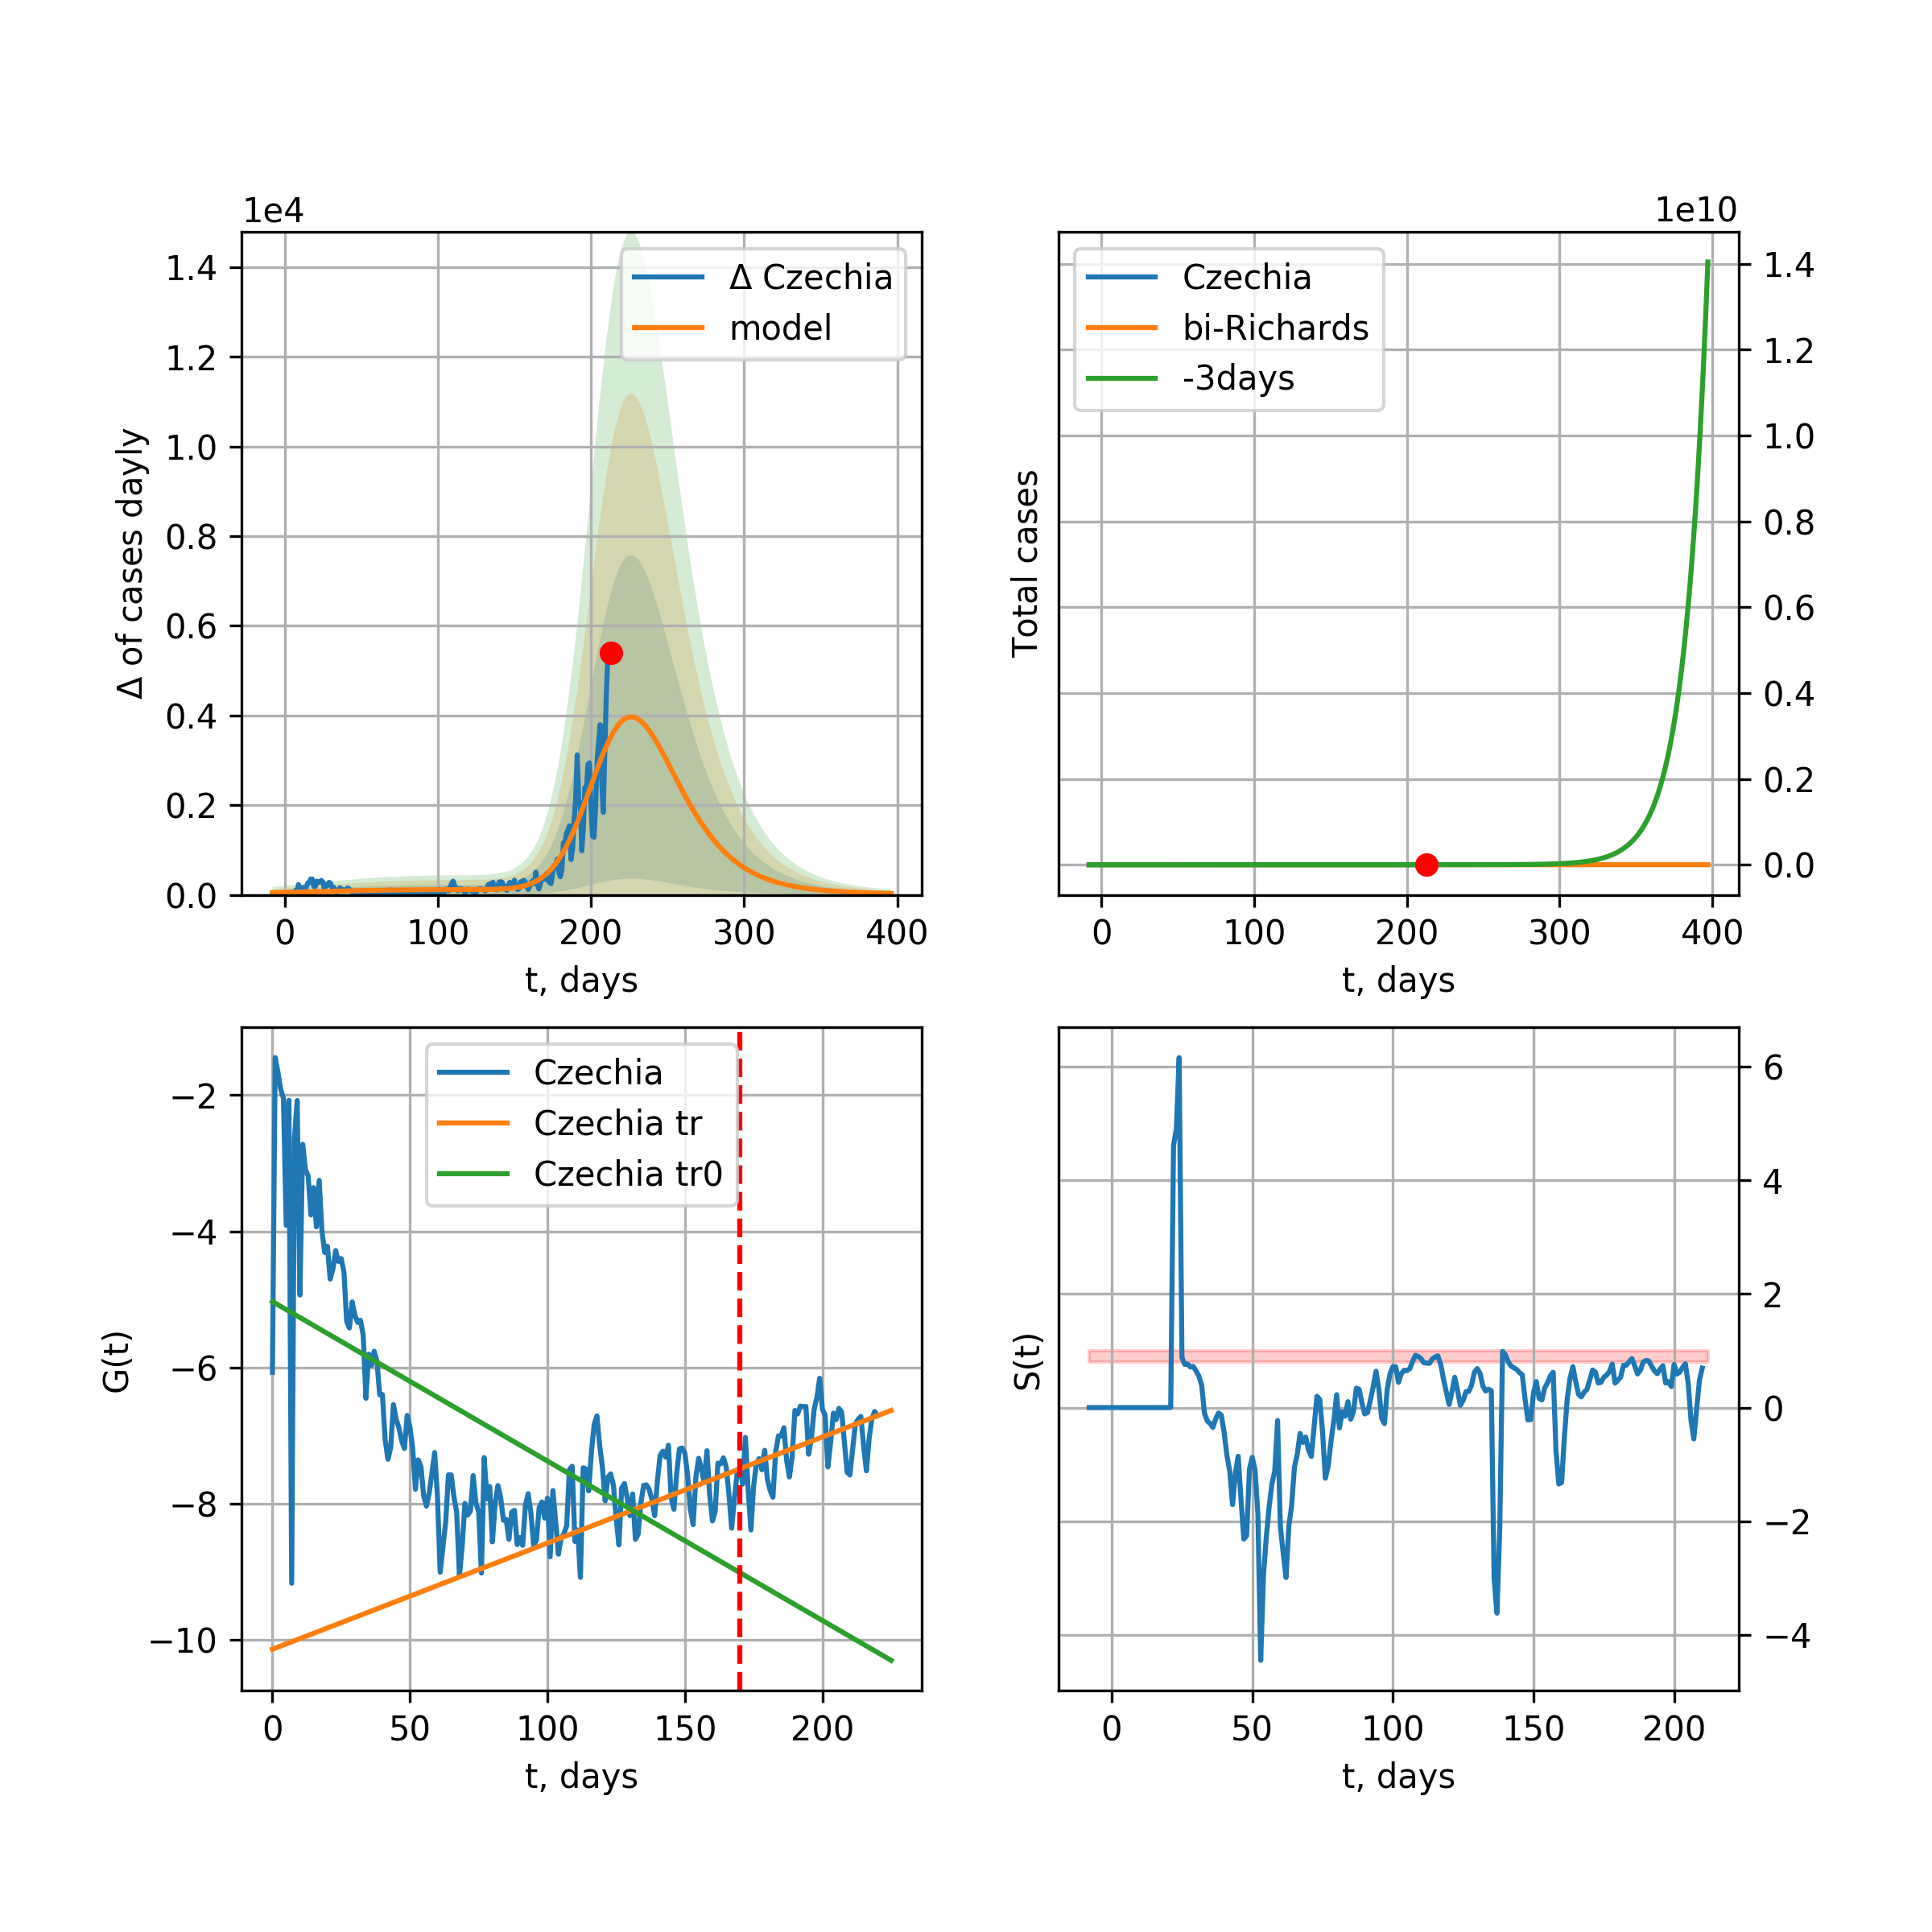 1e4
1e10
Δ of cases dayly
1.4
1.2
1.0
0.8
0.6
0.4
0.2
0.0
Δ Czechia
model
0
100
200
300
400
t, days
Total cases
Czechia
bi-Richards
-3days
1.4
1.2
1.0
0.8
0.6
0.4
0.2
0.0
0
100
200
300
400
t, days
G(t)
−2
−4
−6
−8
−10
Czechia
Czechia tr
Czechia tr0
0
50
100
150
200
t, days
S(t)
6
4
2
0
−2
−4
0
50
100
150
200
t, days